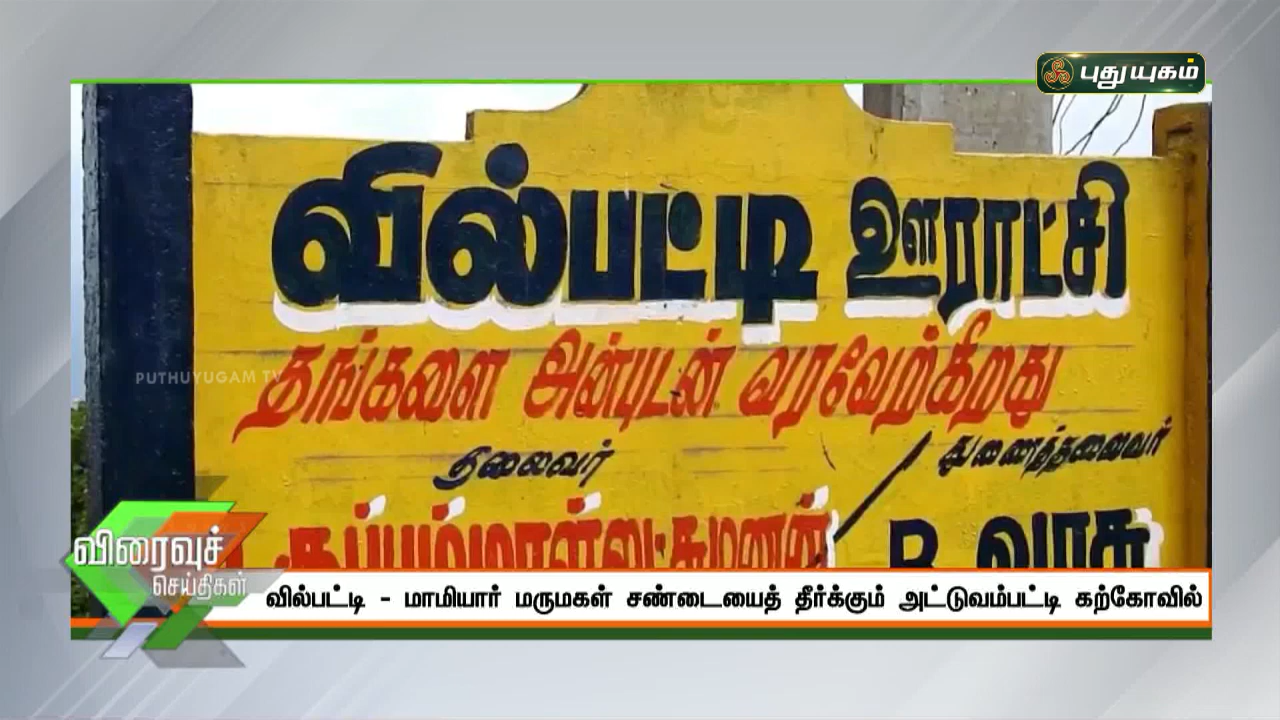 புதுயுகம்
வில்பட்டி ஊராட்சி
தங்களை அன்புடன் வரவேற்கிறது
PUTHUYUGAM TV
தலைவர் துணைத்தலைவர்
R. வாசு
விரைவுச்
செய்திகள்
வில்பட்டி - மாமியார் மருமகள் சண்டையைத் தீர்க்கும் அட்டுவம்பட்டி கற்கோவில்